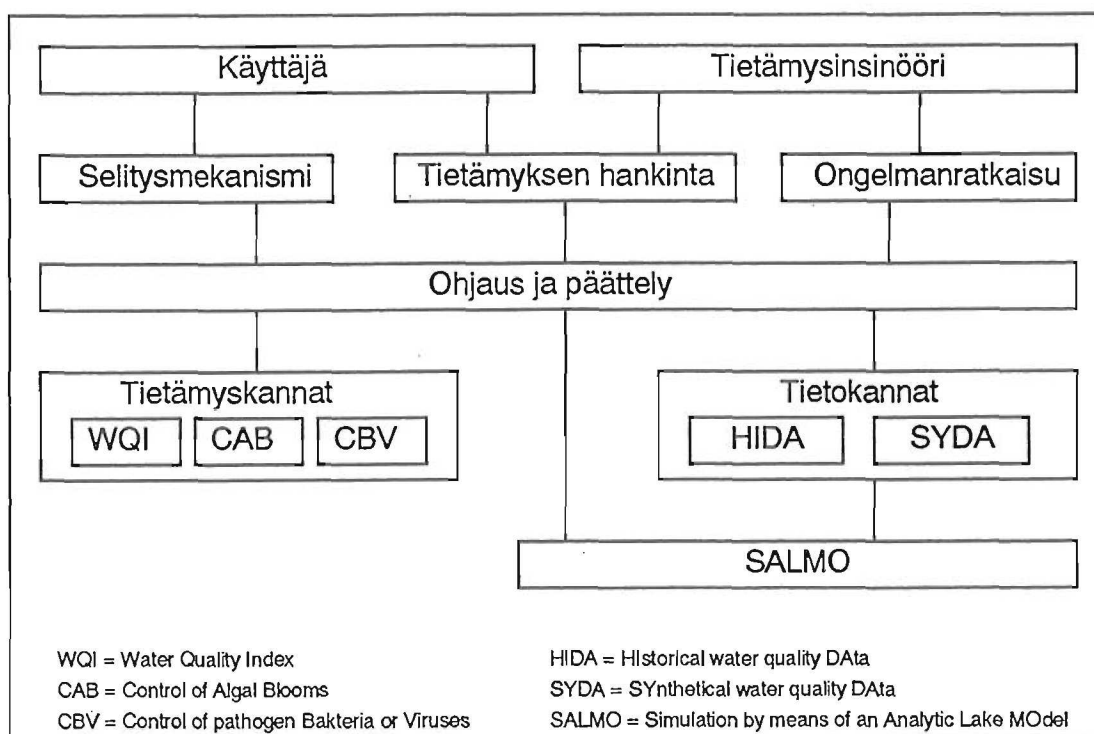 Käyttäjä
Tietämysinsinööri
Selitysmekanismi
Tietämyksen hankinta
Ongelmanratkaisu
Ohjaus ja päättely
Tietämyskannat
WQI
CAB
CBV
Tietokannat
HIDA
SYDA
SALMO
WQI = Water Quality Index
CAB = Control of Algal Blooms
CBV = Control of pathogen Bakteria or Viruses
HIDA = HIstorical water quality DAta
SYDA = SYnthetical water quality DAta
SALMO = Simulation by means of an Analytic Lake MOdel